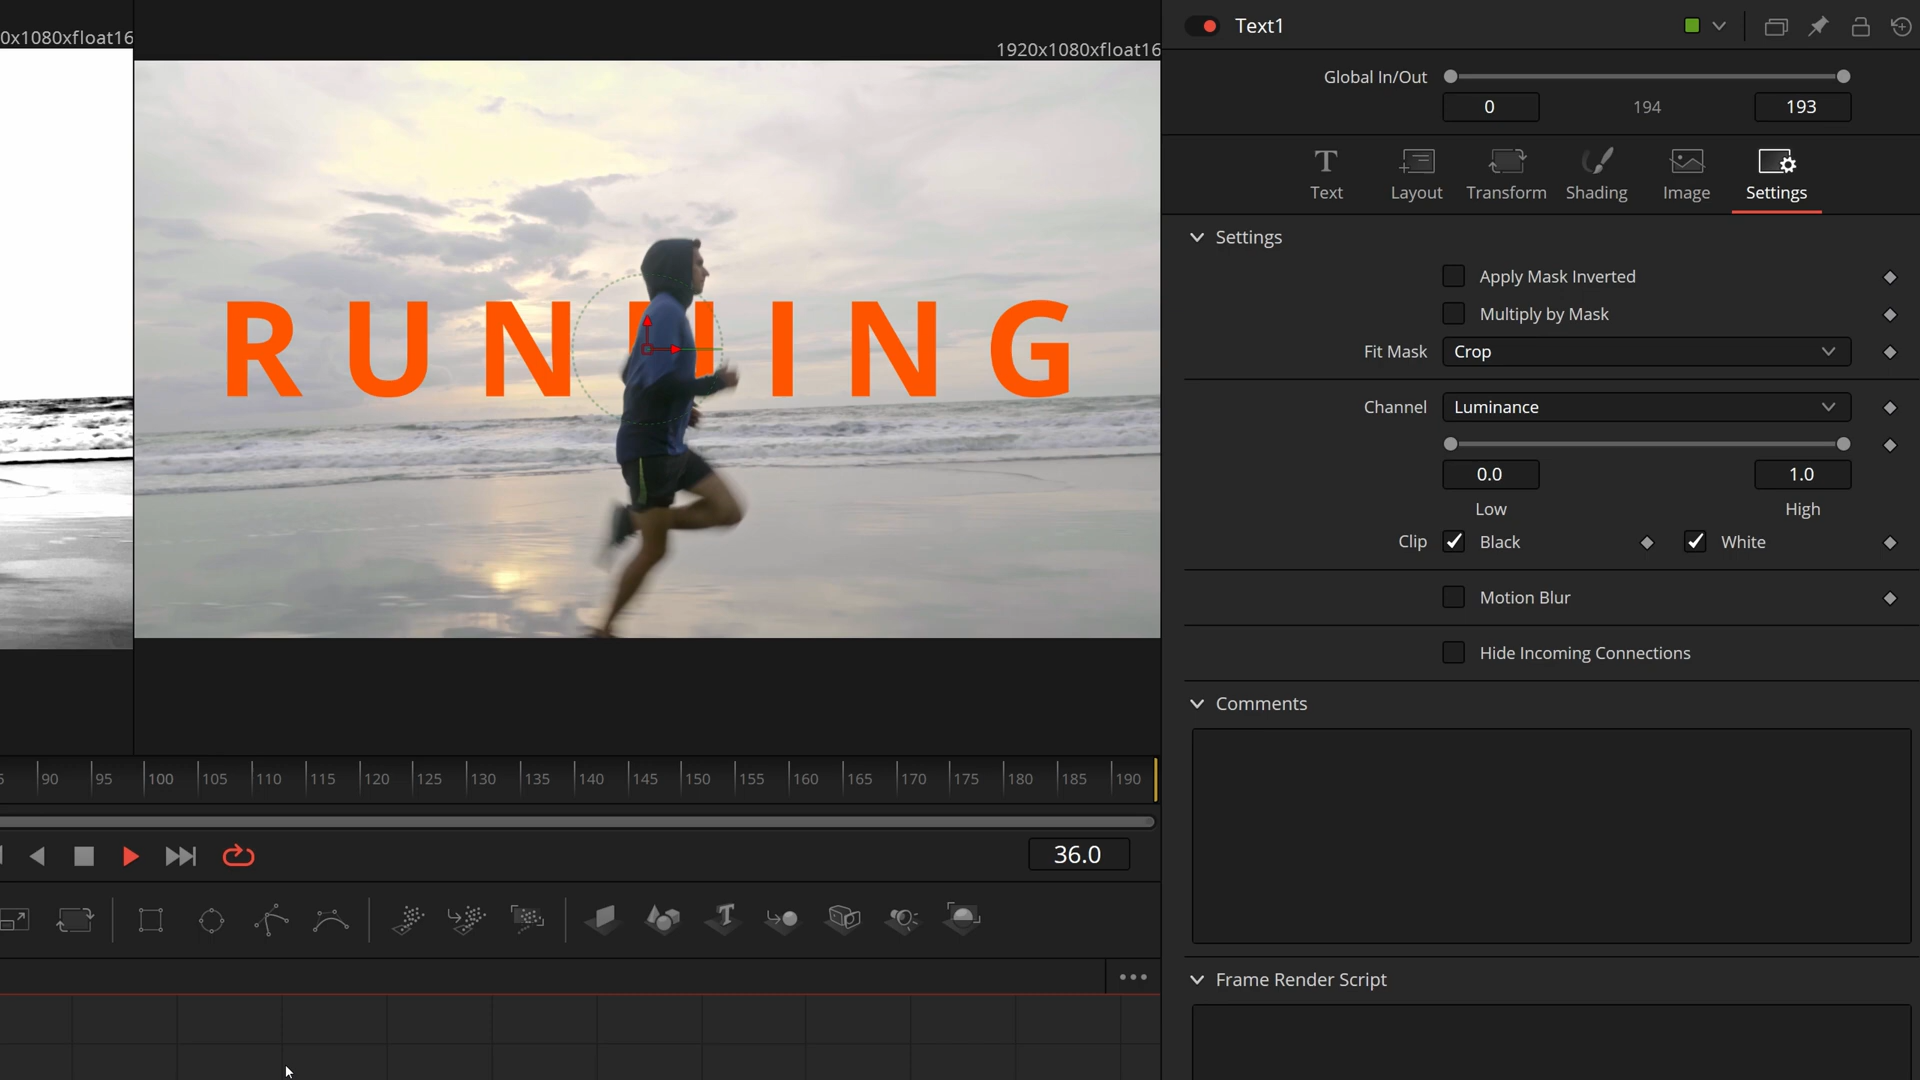 0x1080xfloat16
1920x1080xfloat16
RUNNING
90 95 100 105 110 115 120 125 130 135 140 145 150 155 160 165 170 175 180 185 190
36.0
Text1
Global In/Out
0 194 193
Text Layout Transform Shading Image Settings
Settings
Apply Mask Inverted
Multiply by Mask
Fit Mask Crop
Channel Luminance
0.0 1.0
Low High
Clip Black White
Motion Blur
Hide Incoming Connections
Comments
Frame Render Script